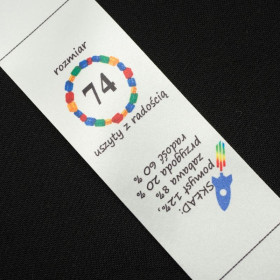 rozmiar
74
uszyty z radością
SKŁAD:
pomysł 12%,
zabawa 8%
przygoda 20 %
radość 60 %